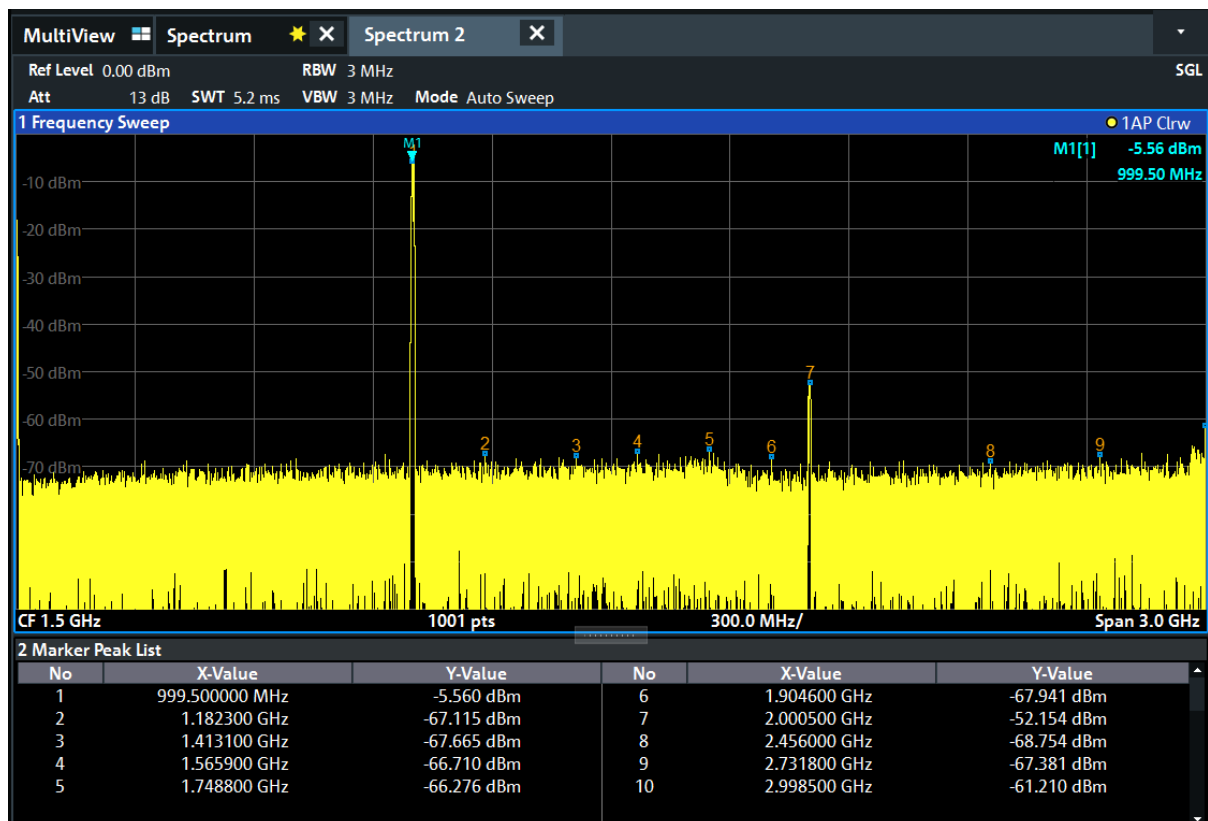 MultiView Spectrum Spectrum 2
Ref Level 0.00 dBm RBW 3 MHz SGL
Att 13 dB SWT 5.2 ms VBW 3 MHz Mode Auto Sweep
1 Frequency Sweep 1AP Clrw
M1 M1[1] -5.56 dBm
1 999.50 MHz
-10 dBm
-20 dBm
-30 dBm
-40 dBm
-50 dBm 7
-60 dBm
2 3 4 5 6 8 9
-70 dBm
CF 1.5 GHz 1001 pts 300.0 MHz/ Span 3.0 GHz
2 Marker Peak List
No X-Value Y-Value No X-Value Y-Value
1 999.500000 MHz -5.560 dBm 6 1.904600 GHz -67.941 dBm
2 1.182300 GHz -67.115 dBm 7 2.000500 GHz -52.154 dBm
3 1.413100 GHz -67.665 dBm 8 2.456000 GHz -68.754 dBm
4 1.565900 GHz -66.710 dBm 9 2.731800 GHz -67.381 dBm
5 1.748800 GHz -66.276 dBm 10 2.998500 GHz -61.210 dBm